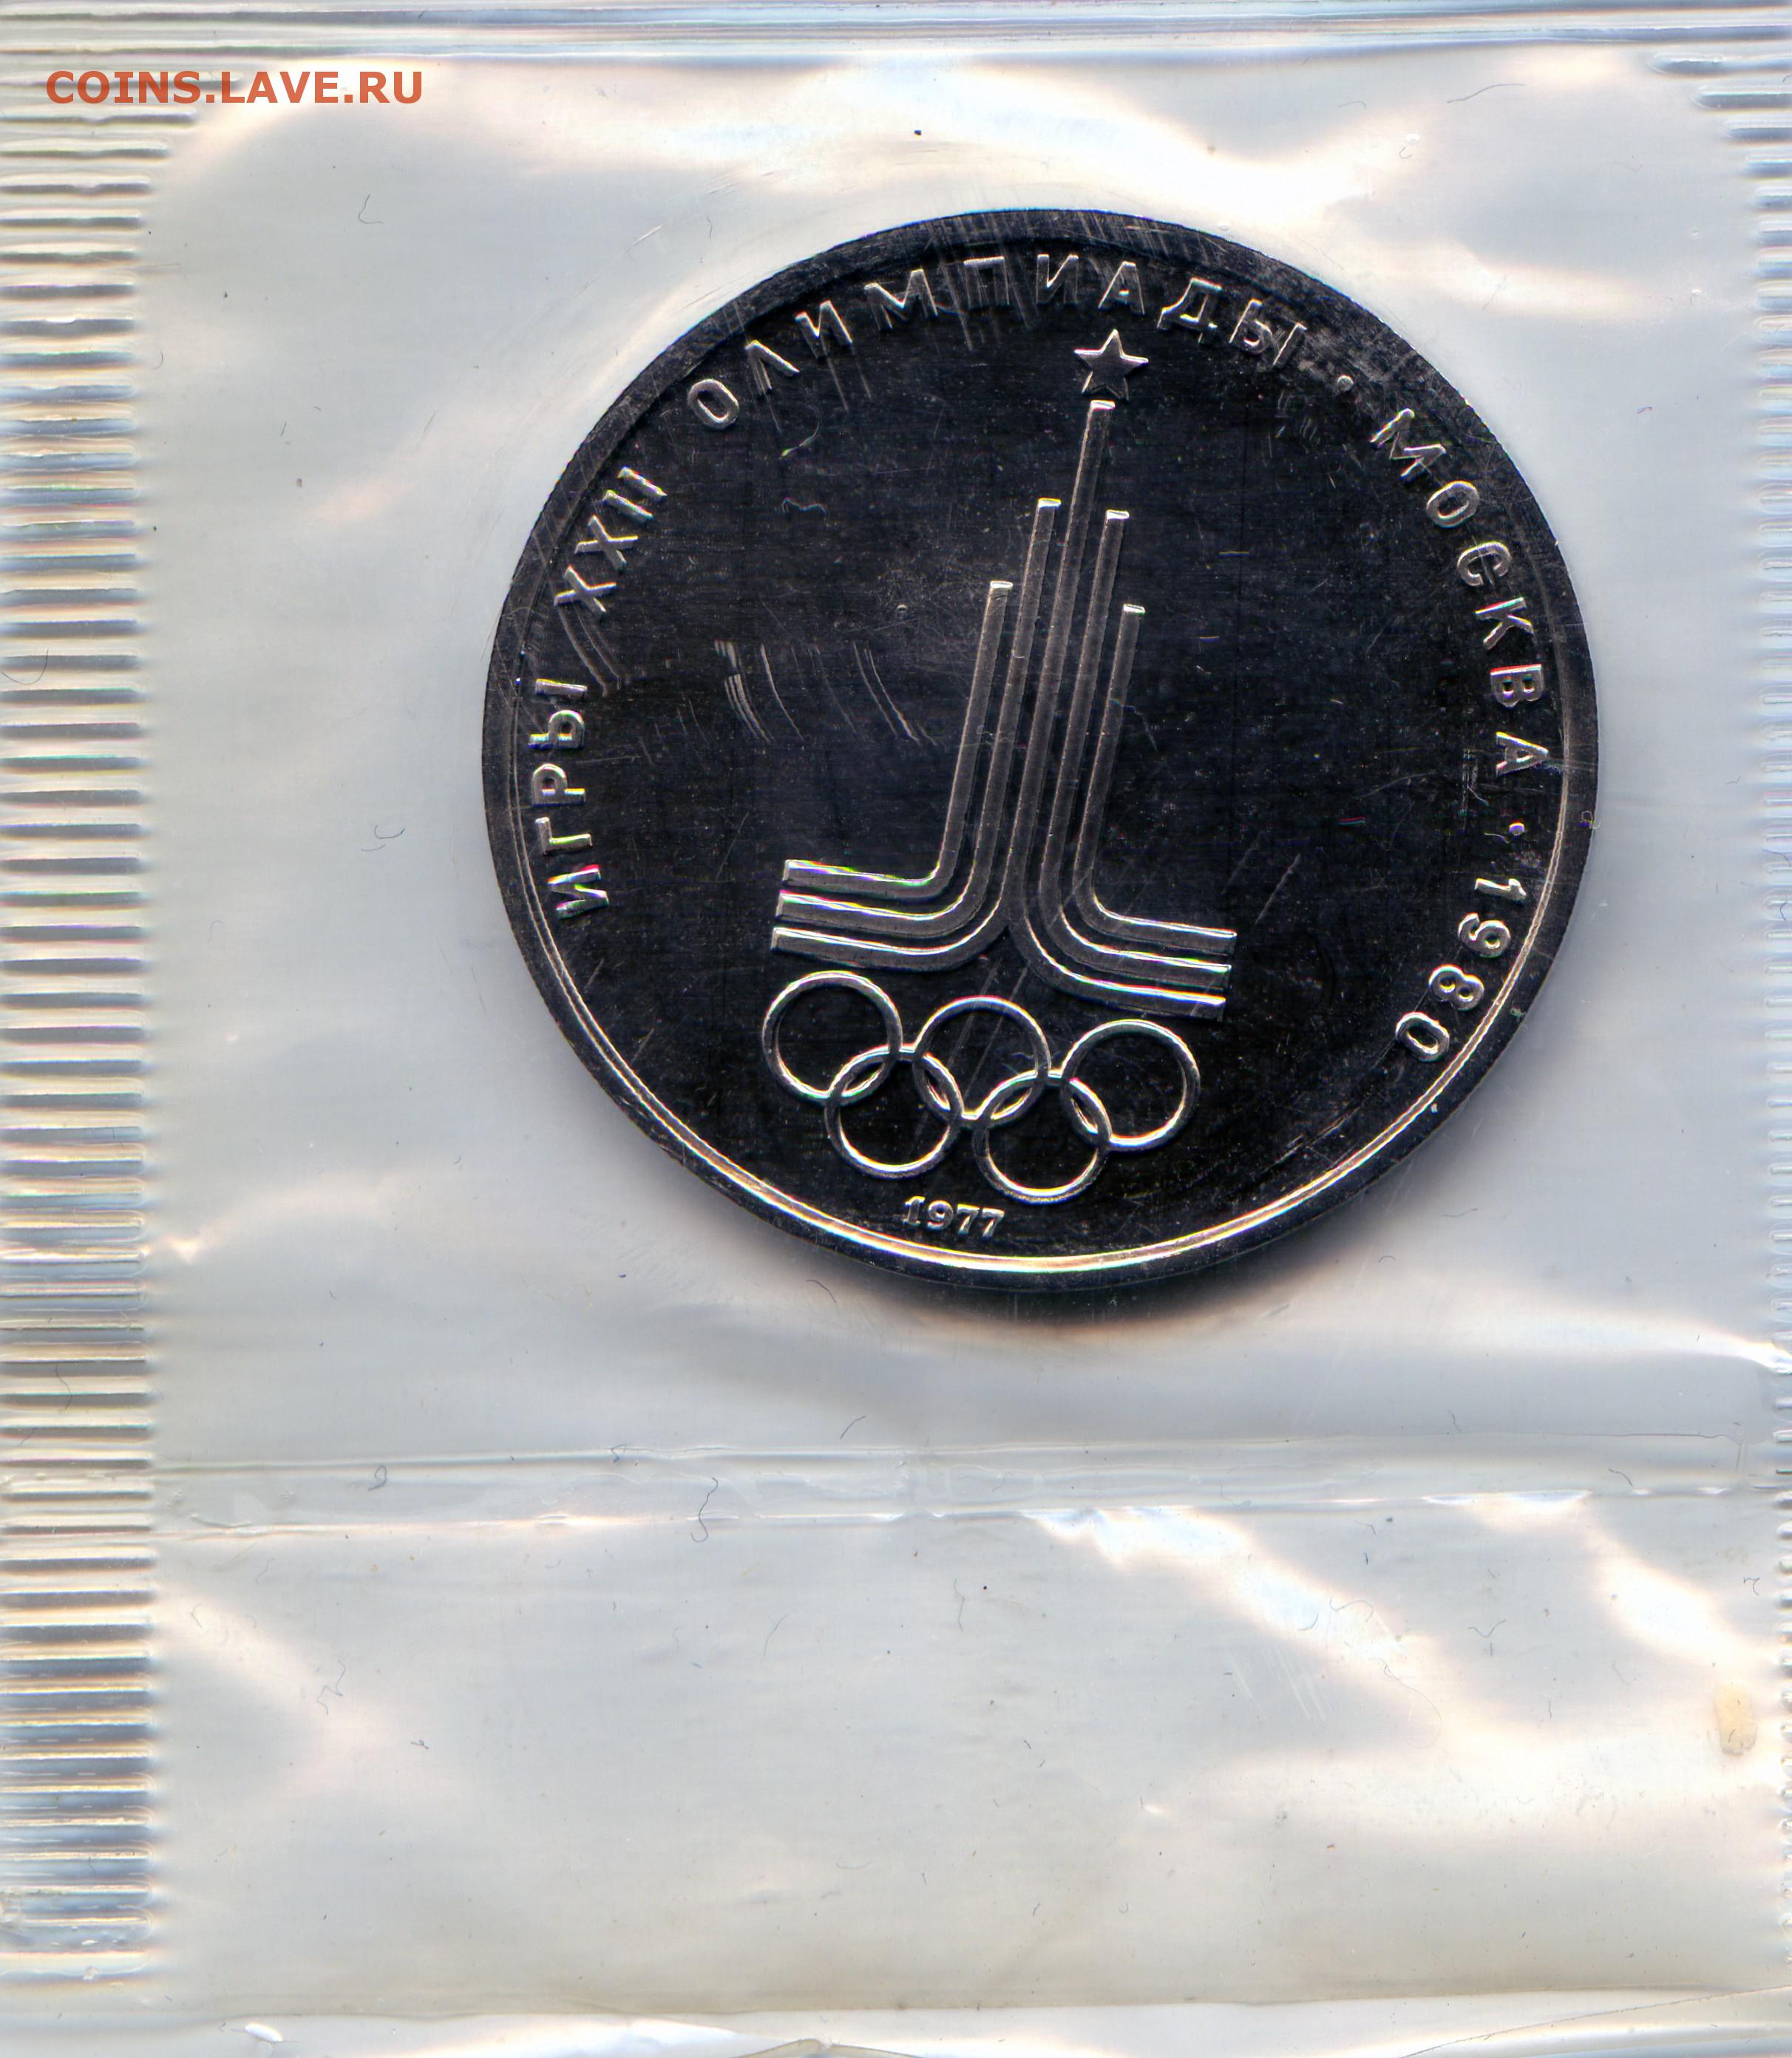 COINS.LAVE.RU
ИГРЫ XXII ОЛИМПИАДЫ · МОСКВА · 1980
1977